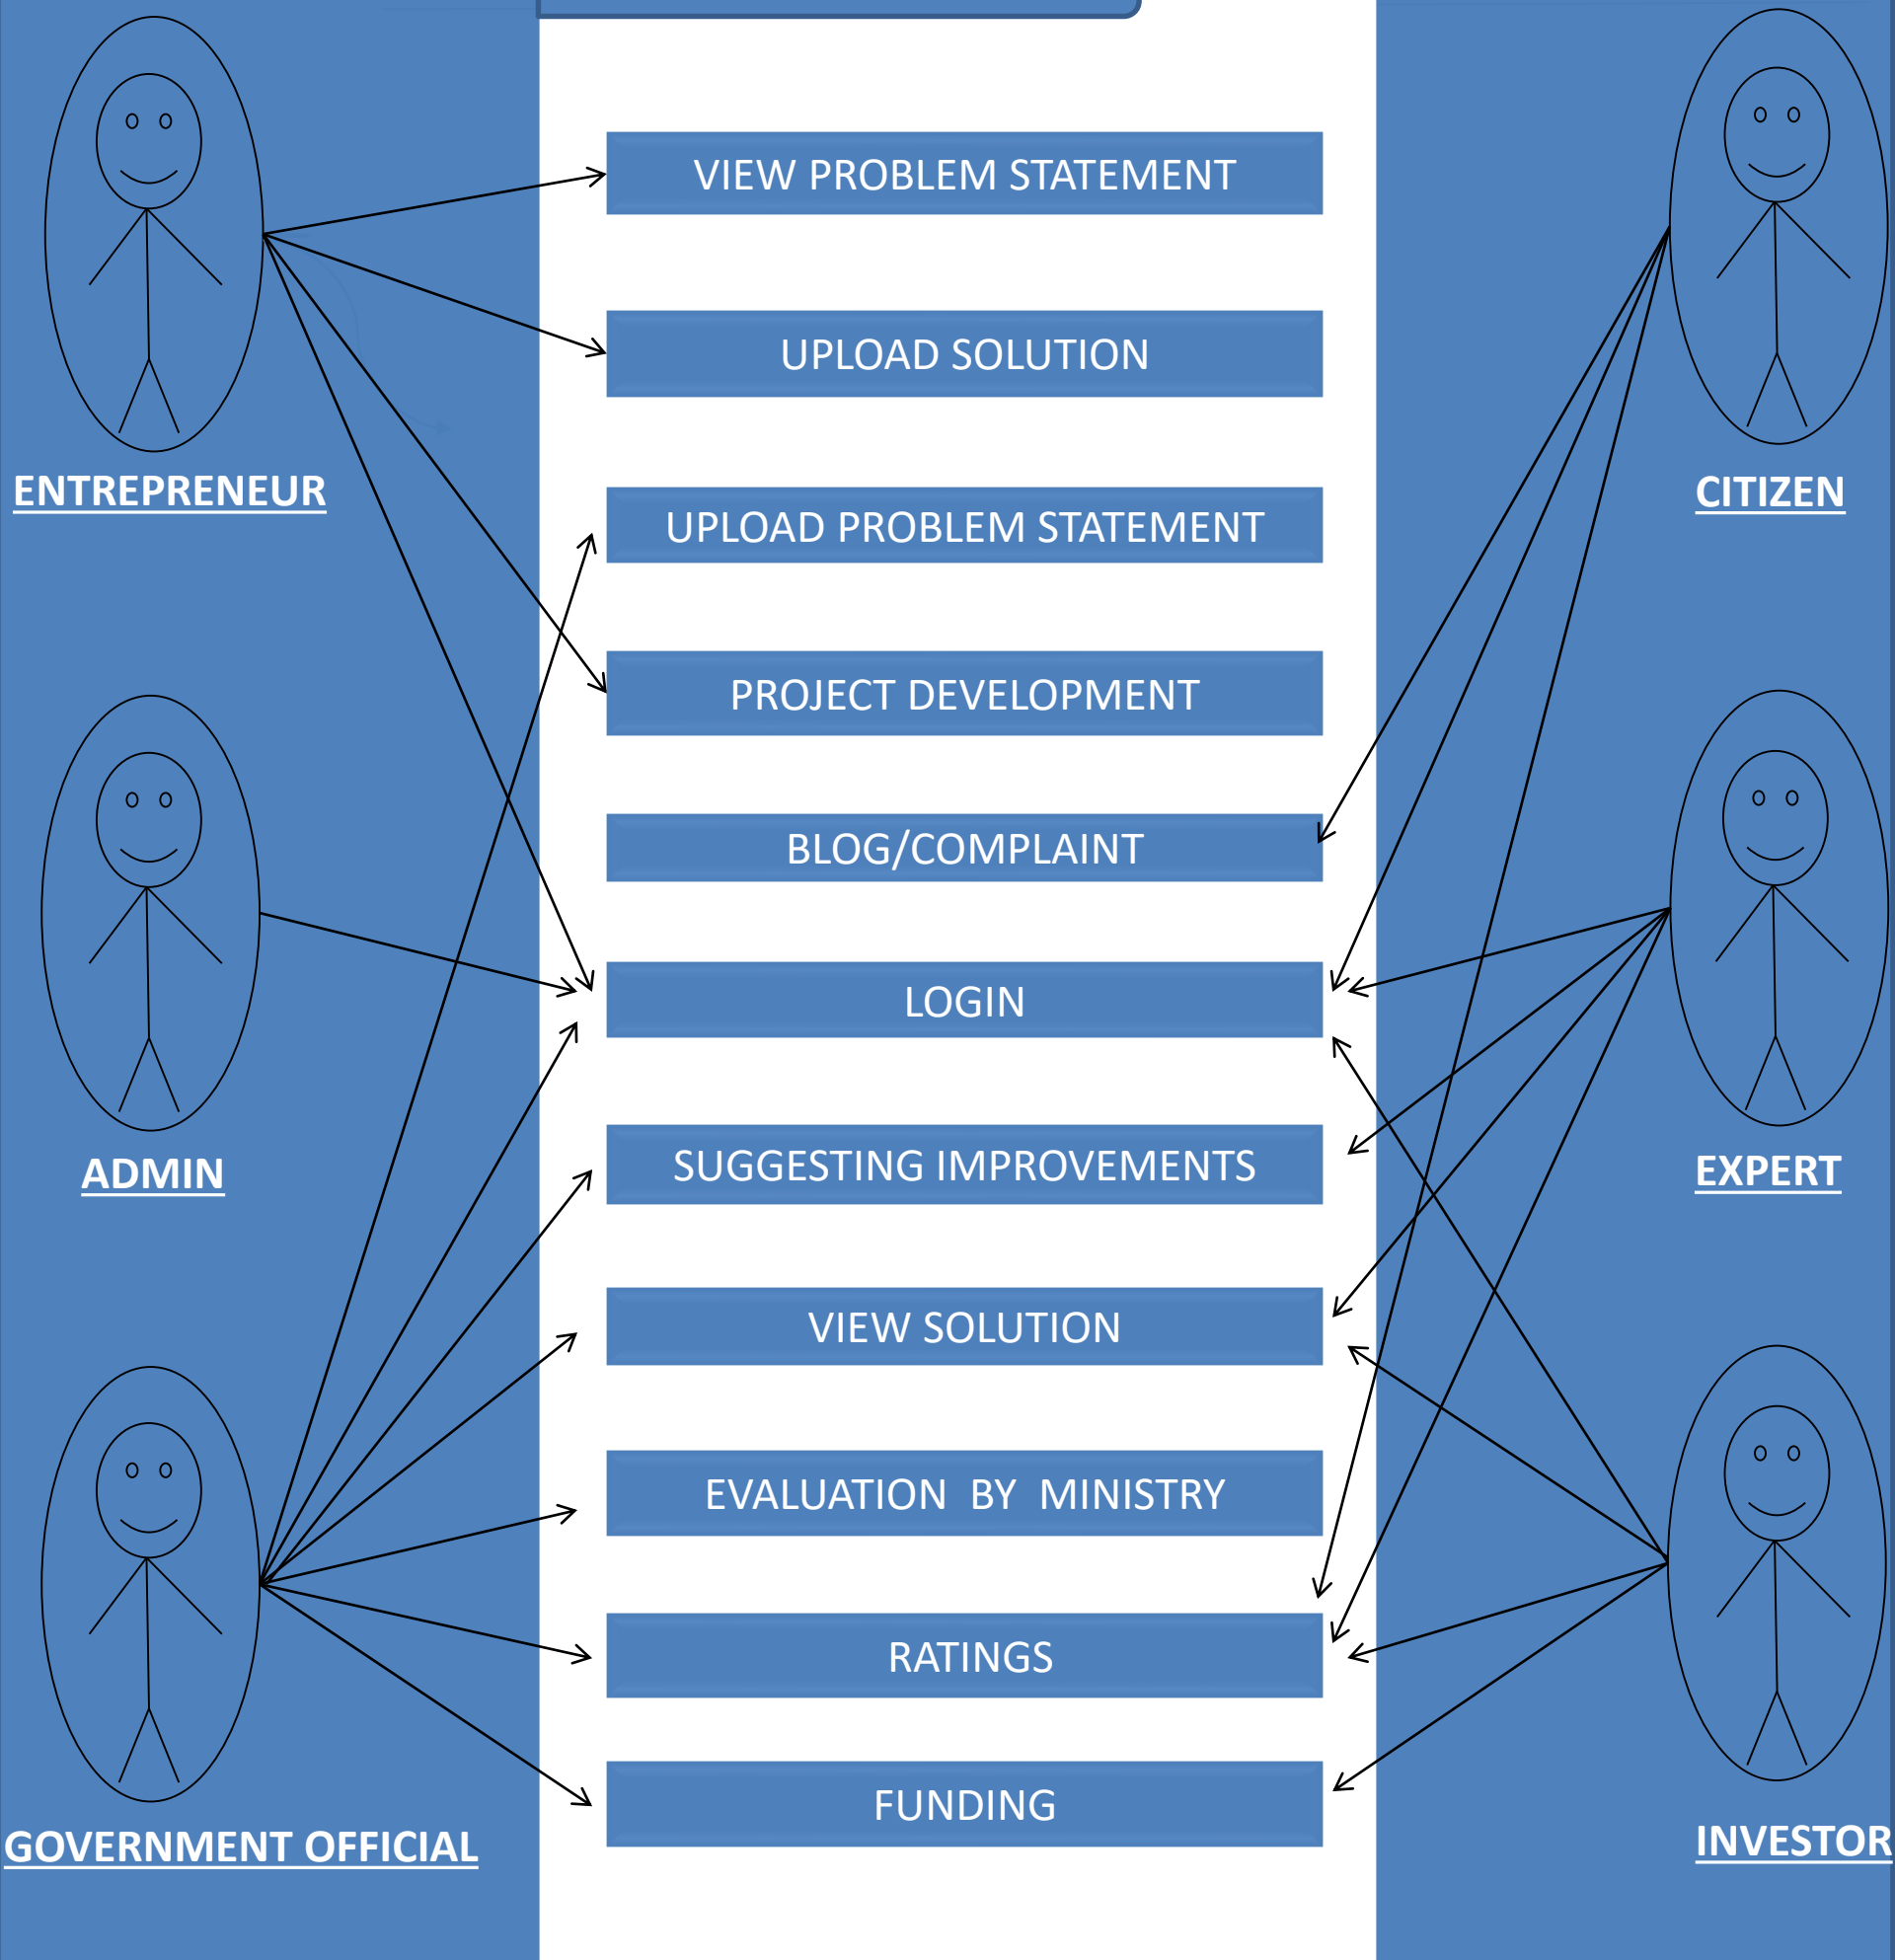 VIEW PROBLEM STATEMENT
UPLOAD SOLUTION
ENTREPRENEUR
CITIZEN
UPLOAD PROBLEM STATEMENT
PROJECT DEVELOPMENT
BLOG/COMPLAINT
LOGIN
SUGGESTING IMPROVEMENTS
ADMIN
EXPERT
VIEW SOLUTION
EVALUATION BY MINISTRY
RATINGS
FUNDING
GOVERNMENT OFFICIAL
INVESTOR